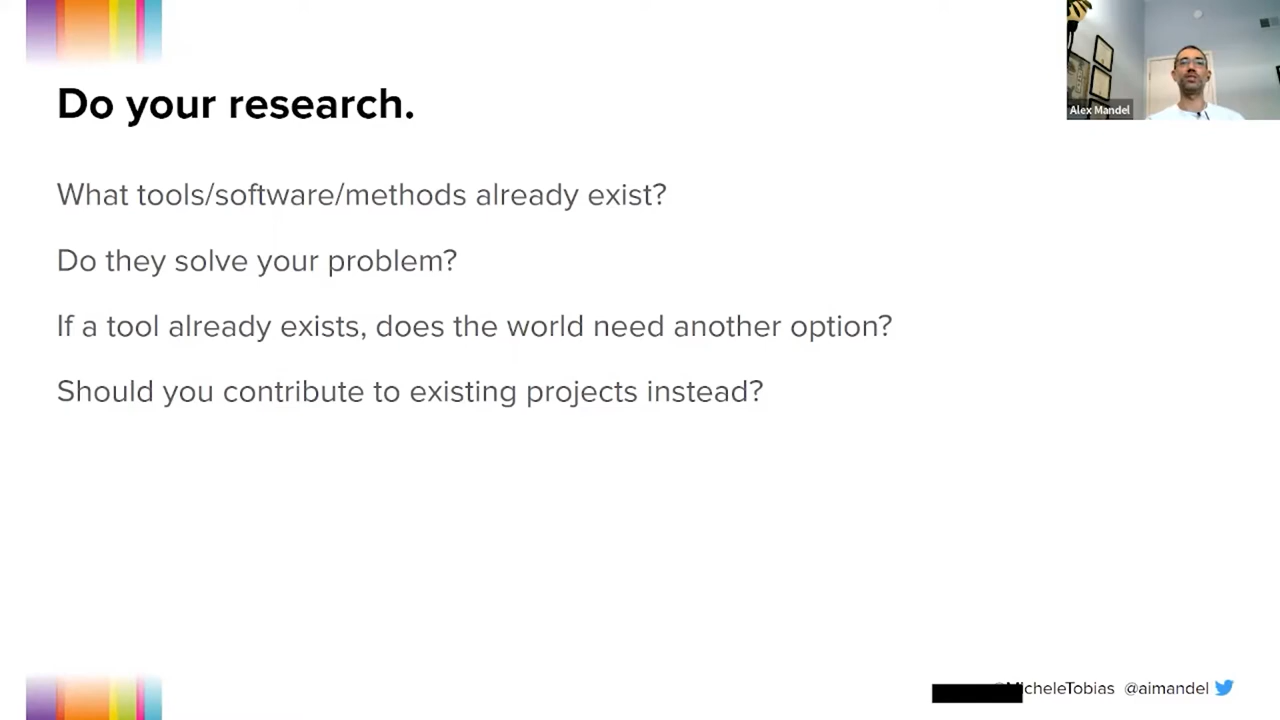 Do your research.
Alex Mandel
What tools/software/methods already exist?
Do they solve your problem?
If a tool already exists, does the world need another option?
Should you contribute to existing projects instead?
@MicheleTobias @aimandel